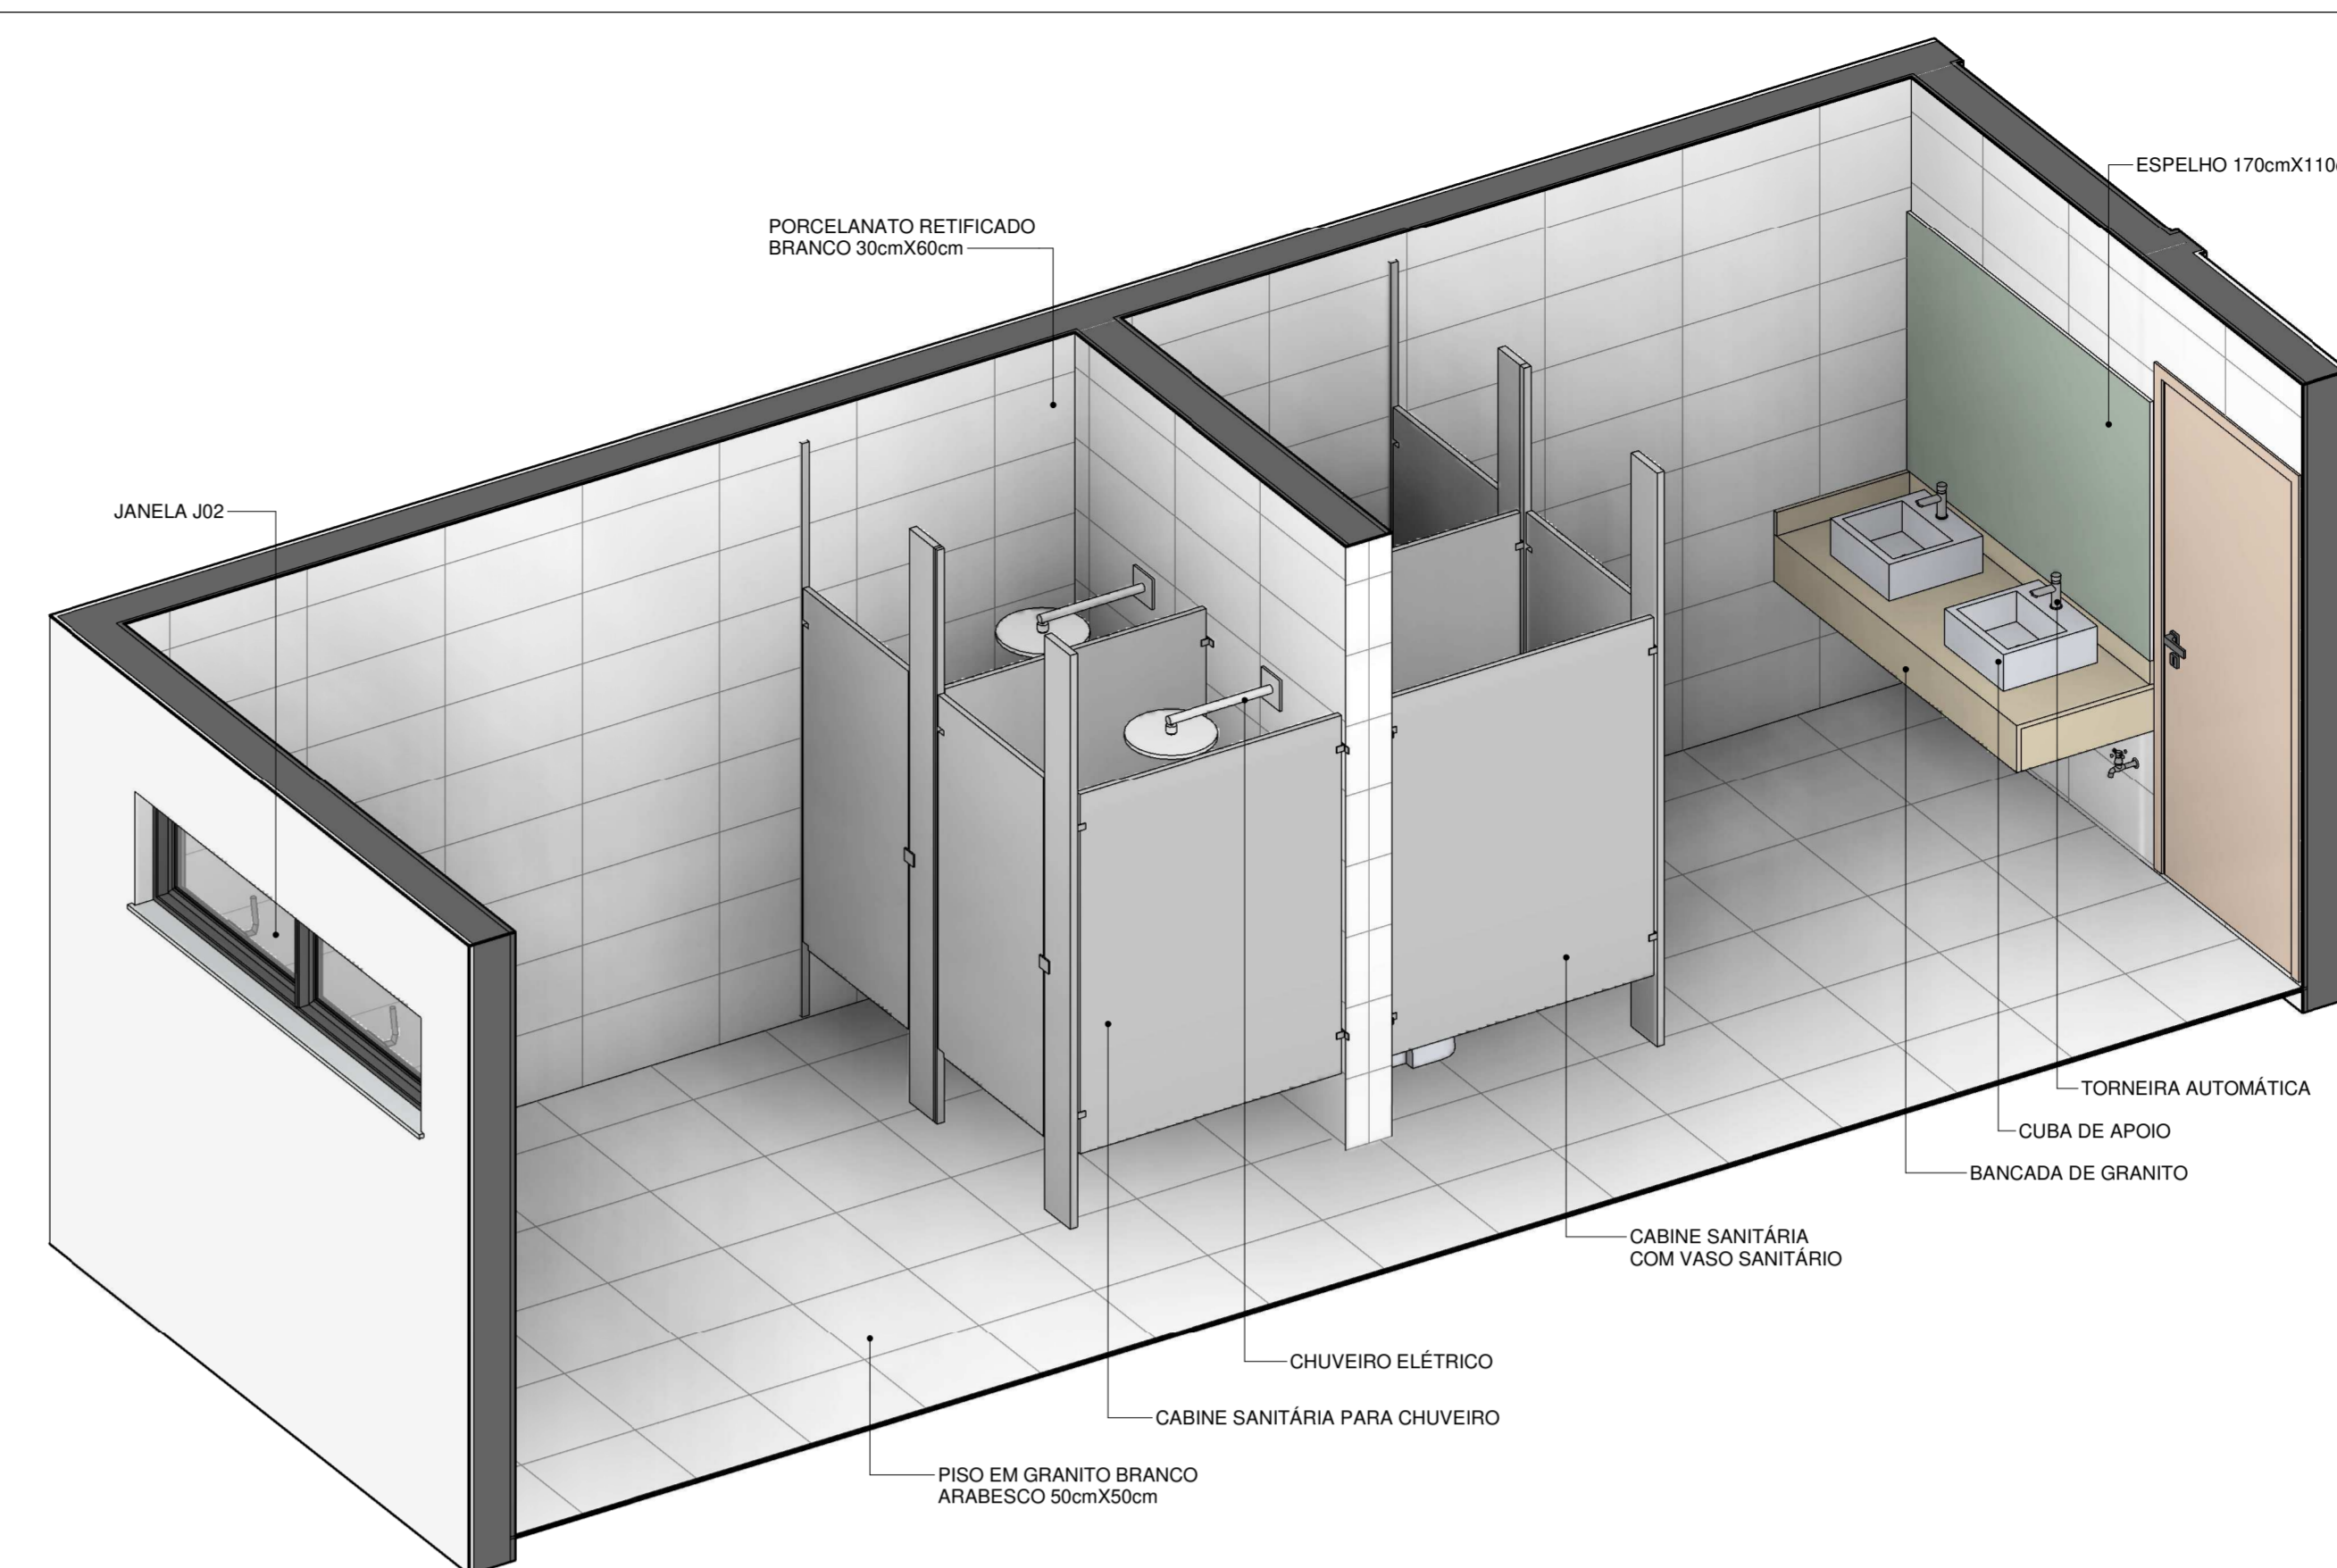 ESPELHO 170cmX110
PORCELANATO RETIFICADO
BRANCO 30cmX60cm
JANELA J02
TORNEIRA AUTOMÁTICA
CUBA DE APOIO
BANCADA DE GRANITO
CABINE SANITÁRIA
COM VASO SANITÁRIO
CHUVEIRO ELÉTRICO
CABINE SANITÁRIA PARA CHUVEIRO
PISO EM GRANITO BRANCO
ARABESCO 50cmX50cm